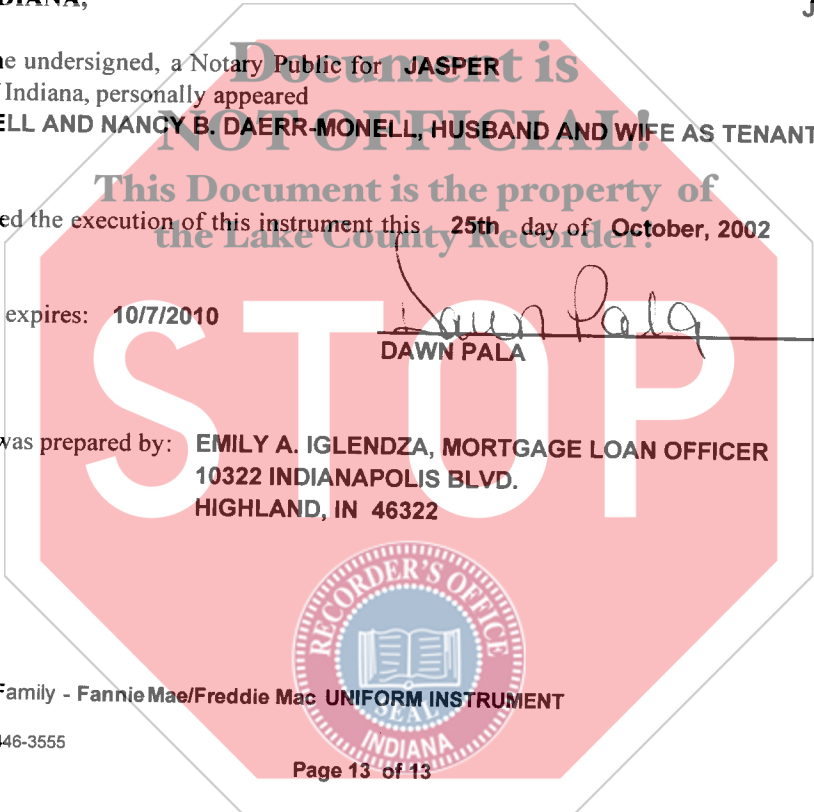 DIANA,
J
ne undersigned, a Notary Public for JASPER
Indiana, personally appeared
ELL AND NANCY B. DAERR-MONELL, HUSBAND AND WIFE AS TENANT
ed the execution of this instrument this 25th day of October, 2002
Document is
NOT OFFICIAL!
This Document is the property of
the Lake County Recorder!
expires: 10/7/2010
Dawn Pala
DAWN PALA
STOP
was prepared by: EMILY A. IGLENDZA, MORTGAGE LOAN OFFICER
10322 INDIANAPOLIS BLVD.
HIGHLAND, IN 46322
RECORDER'S OFFICE
SEAL
INDIANA
Family - Fannie Mae/Freddie Mac UNIFORM INSTRUMENT
446-3555
Page 13 of 13